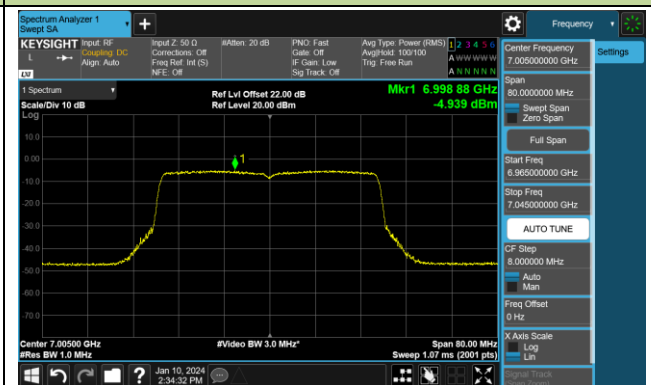 Spectrum Analyzer 1
Swept SA
+
Frequency
KEYSIGHT
L
LXI
Input: RF
Coupling: DC
Align: Auto
Input Z: 50 Ω
Corrections: Off
Freq Ref: Int (S)
NFE: Off
#Atten: 20 dB
PNO: Fast
Gate: Off
IF Gain: Low
Sig Track: Off
Avg Type: Power (RMS)
Avg|Hold: 100/100
Trig: Free Run
1 2 3 4 5 6
A W W W W W
A N N N N N
1 Spectrum
Scale/Div 10 dB
Log
Ref Lvl Offset 22.00 dB
Ref Level 20.00 dBm
Mkr1 6.998 88 GHz
-4.939 dBm
10.0
0.00
-10.0
-20.0
-30.0
-40.0
-50.0
-60.0
-70.0
1
Center 7.00500 GHz
#Res BW 1.0 MHz
#Video BW 3.0 MHz*
Span 80.00 MHz
Sweep 1.07 ms (2001 pts)
Center Frequency
7.005000000 GHz
Settings
Span
80.0000000 MHz
Swept Span
Zero Span
Full Span
Start Freq
6.965000000 GHz
Stop Freq
7.045000000 GHz
AUTO TUNE
CF Step
8.000000 MHz
Auto
Man
Freq Offset
0 Hz
X Axis Scale
Log
Lin
Signal Track
?
Jan 10, 2024
2:34:32 PM